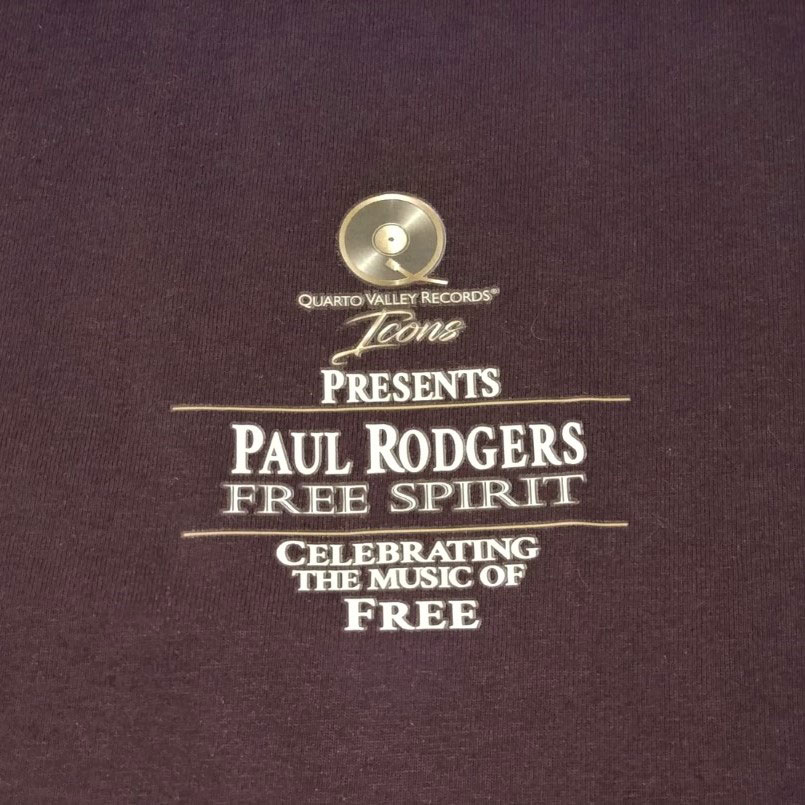 QUARTO VALLEY RECORDS®
Icons
PRESENTS
PAUL RODGERS
FREE SPIRIT
CELEBRATING
THE MUSIC OF
FREE